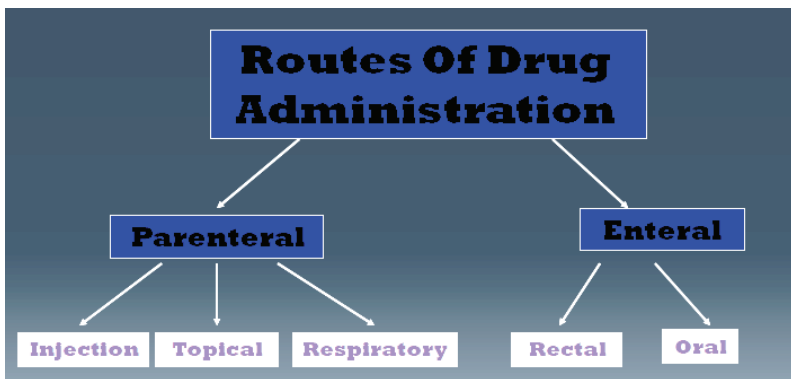 Routes Of Drug
Administration
Parenteral
Enteral
Injection
Topical
Respiratory
Rectal
Oral